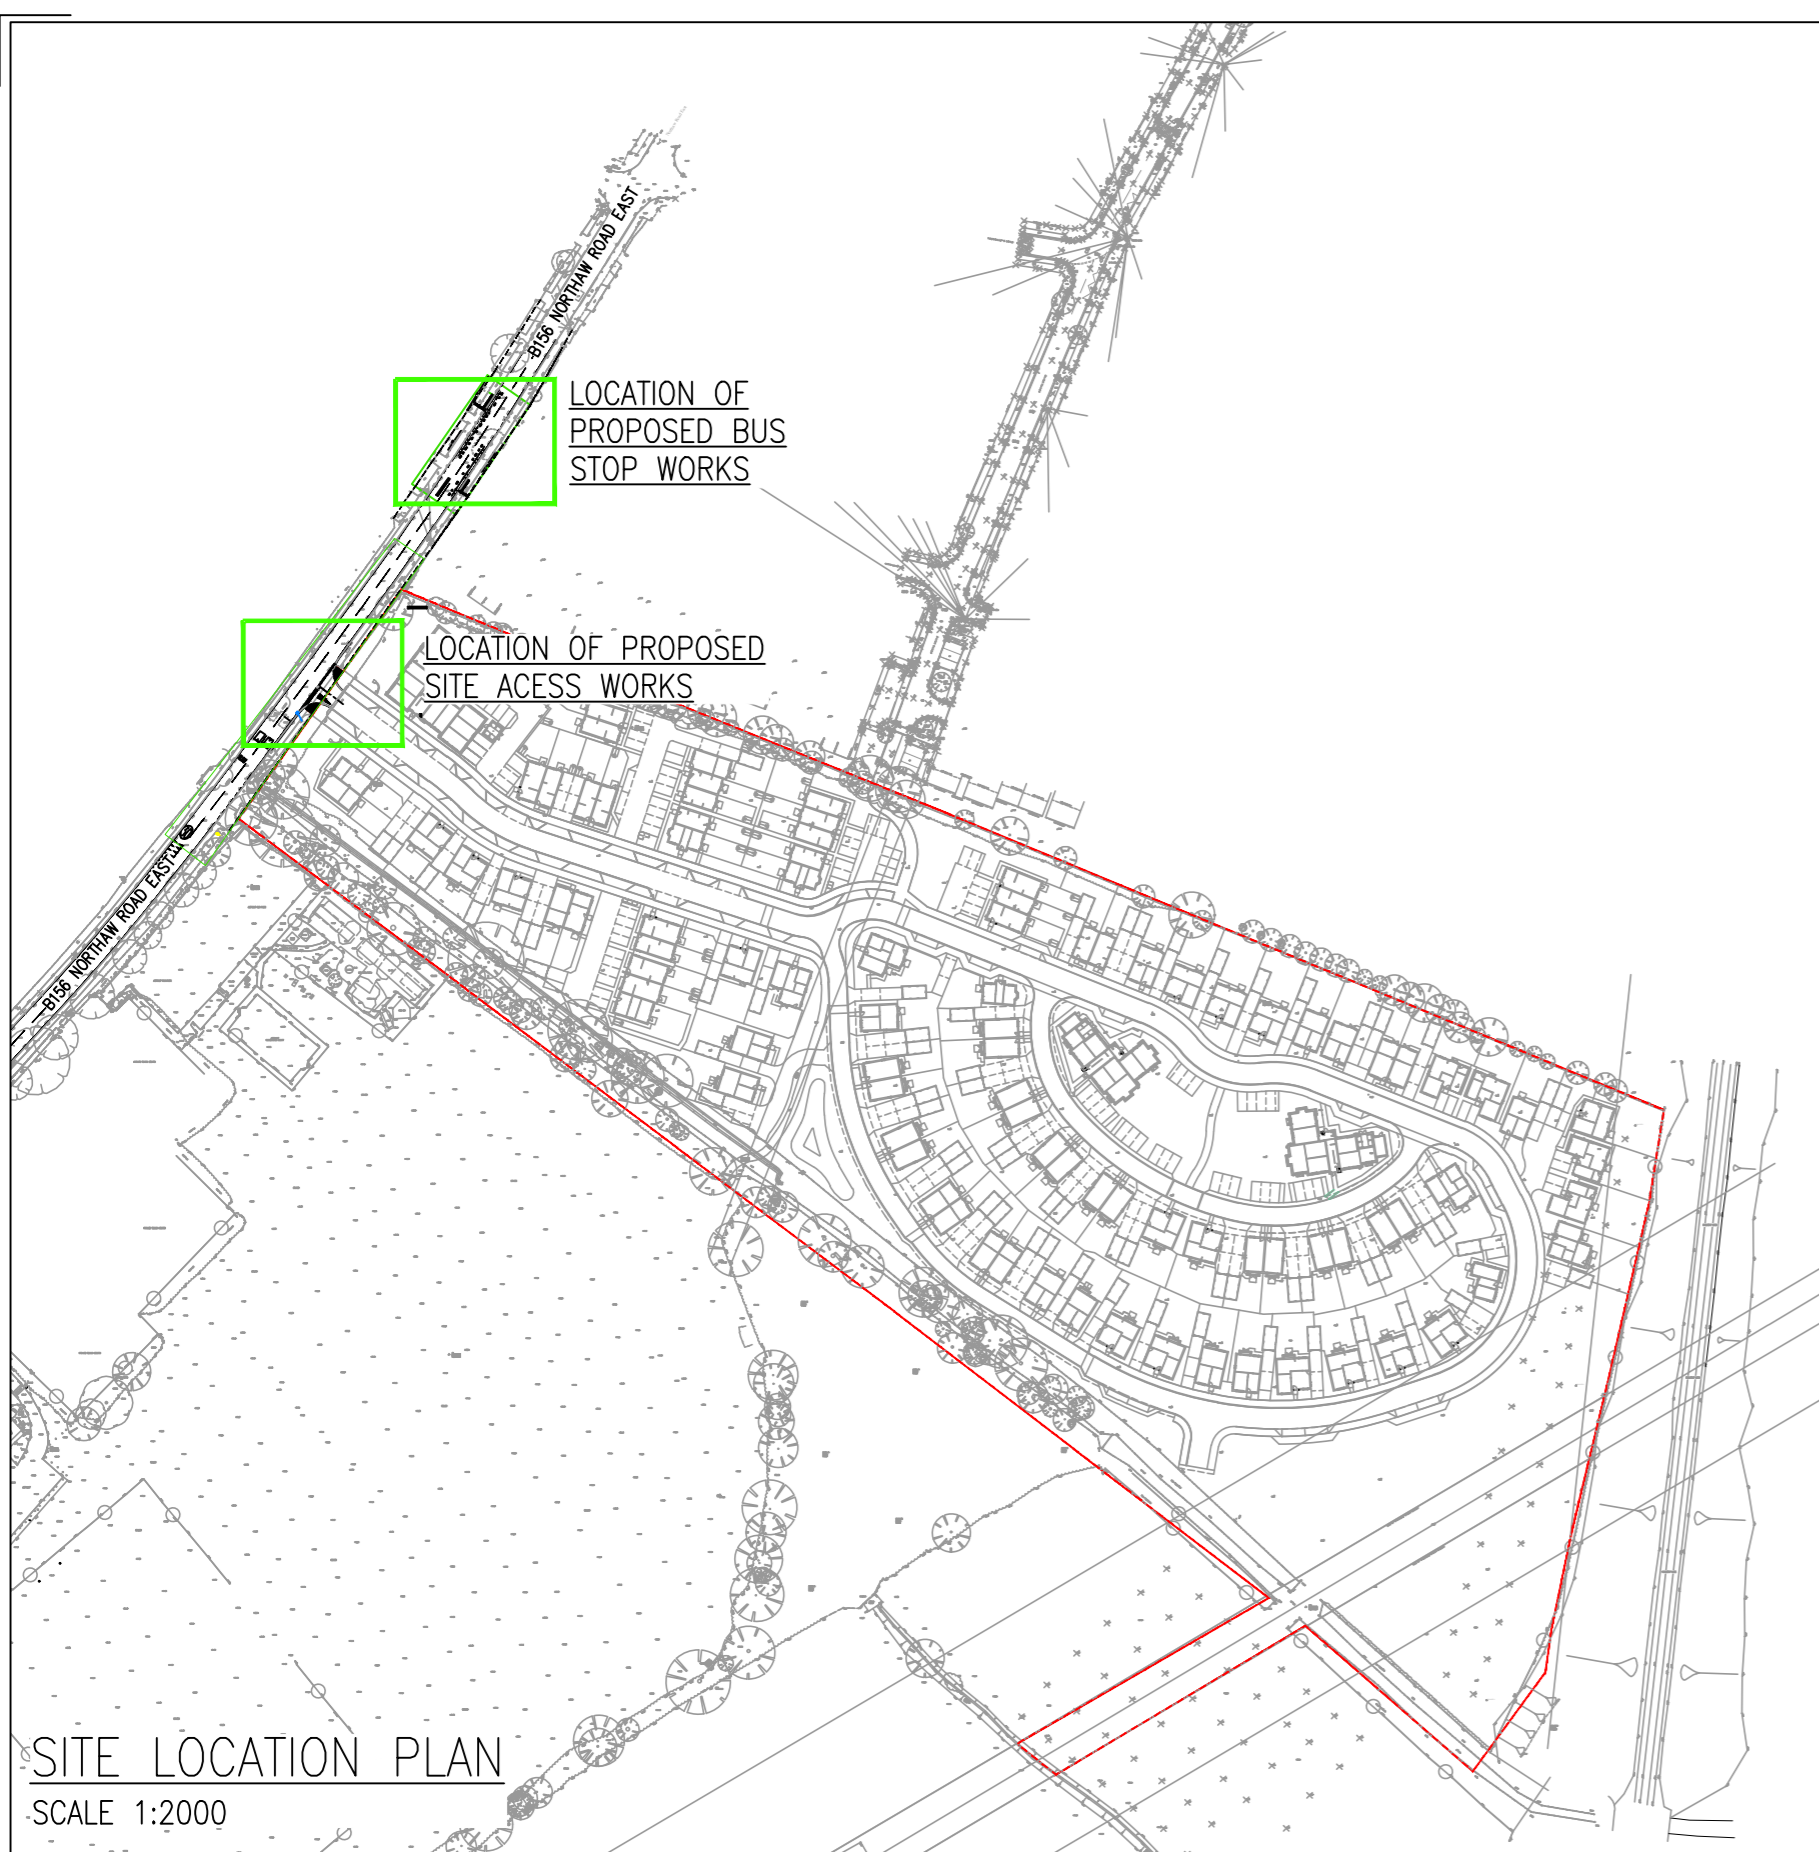 B156 NORTHAW ROAD EAST
LOCATION OF
PROPOSED BUS
STOP WORKS
LOCATION OF PROPOSED
SITE ACESS WORKS
B156 NORTHAW ROAD EAST
SITE LOCATION PLAN
SCALE 1:2000